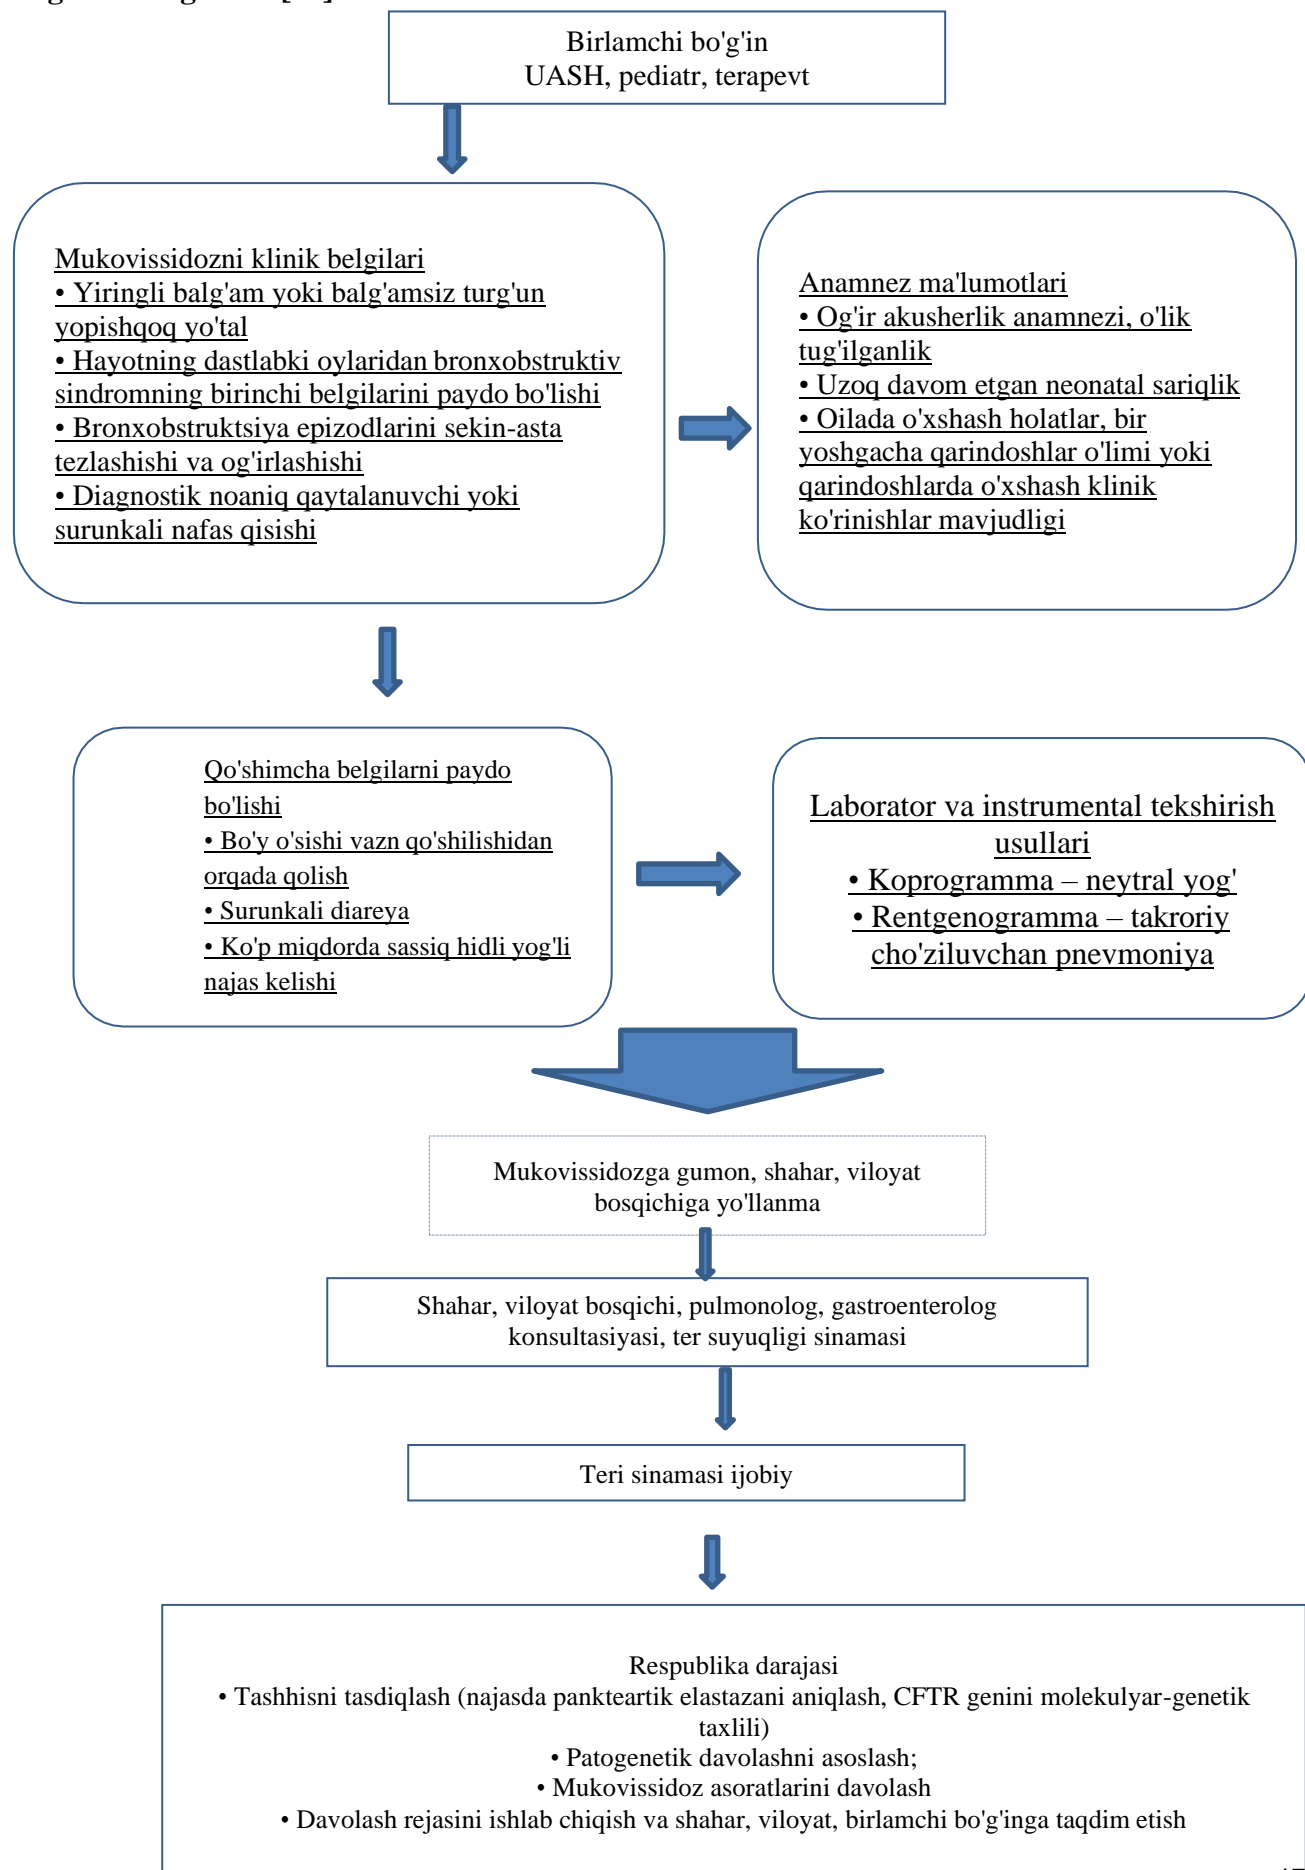 Birlamchi bo'g'in
UASH, pediatr, terapevt
Mukovissidozni klinik belgilari
• Yiringli balg'am yoki balg'amsiz turg'un
yopishqoq yo'tal
• Hayotning dastlabki oylaridan bronxobstruktiv
sindromning birinchi belgilarini paydo bo'lishi
• Bronxobstruktsiya epizodlarini sekin-asta
tezlashishi va og'irlashishi
• Diagnostik noaniq qaytalanuvchi yoki
surunkali nafas qisishi
Anamnez ma'lumotlari
• Og'ir akusherlik anamnezi, o'lik
tug'ilganlik
• Uzoq davom etgan neonatal sariqlik
• Oilada o'xshash holatlar, bir
yoshgacha qarindoshlar o'limi yoki
qarindoshlarda o'xshash klinik
ko'rinishlar mavjudligi
Qo'shimcha belgilarni paydo
bo'lishi
• Bo'y o'sishi vazn qo'shilishidan
orqada qolish
• Surunkali diareya
• Ko'p miqdorda sassiq hidli yog'li
najas kelishi
Laborator va instrumental tekshirish
usullari
• Koprogramma – neytral yog'
• Rentgenogramma – takroriy
cho'ziluvchan pnevmoniya
Mukovissidozga gumon, shahar, viloyat
bosqichiga yo'llanma
Shahar, viloyat bosqichi, pulmonolog, gastroenterolog
konsultasiyasi, ter suyuqligi sinamasi
Teri sinamasi ijobiy
Respublika darajasi
• Tashhisni tasdiqlash (najasda pankteartik elastazani aniqlash, CFTR genini molekulyar-genetik
taxlili)
• Patogenetik davolashni asoslash;
• Mukovissidoz asoratlarini davolash
• Davolash rejasini ishlab chiqish va shahar, viloyat, birlamchi bo'g'inga taqdim etish